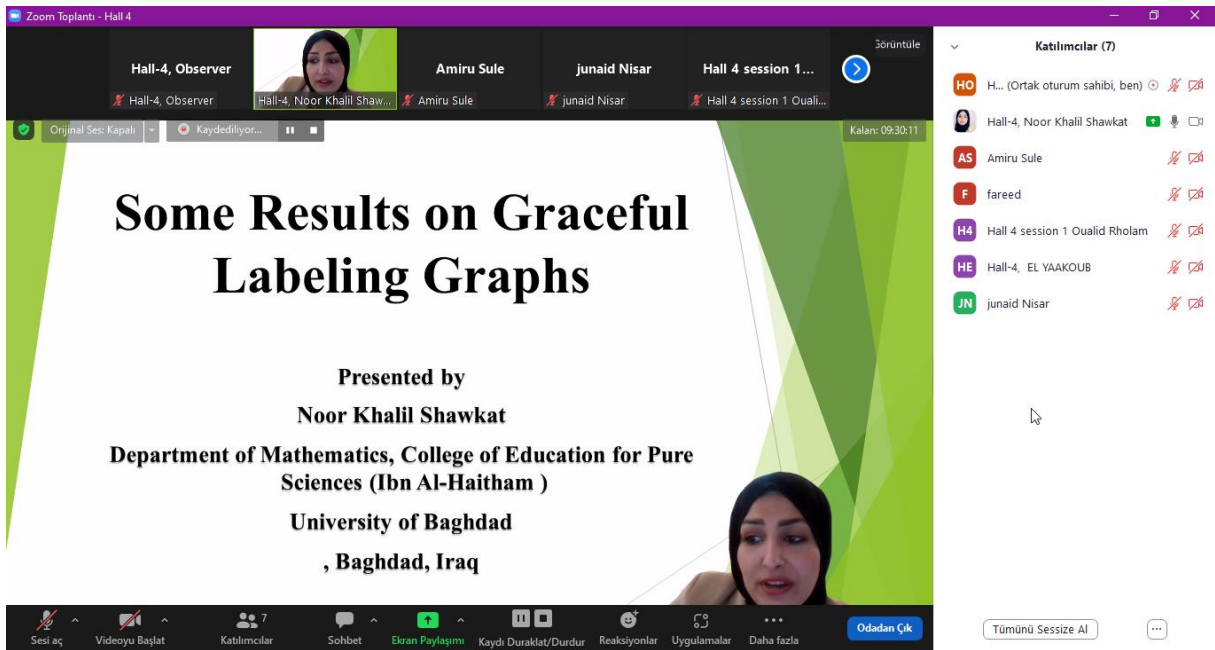 Zoom Toplantı - Hall 4
Hall-4, Observer
Amiru Sule
junaid Nisar
Hall 4 session 1...
Görüntüle
Hall-4, Observer
Hall-4, Noor Khalil Shaw...
Amiru Sule
junaid Nisar
Hall 4 session 1 Ouali...
Orijinal Ses: Kapalı
Kaydediliyor...
Kalan: 09:30:11
Some Results on Graceful
Labeling Graphs
Presented by
Noor Khalil Shawkat
Department of Mathematics, College of Education for Pure
Sciences (Ibn Al-Haitham )
University of Baghdad
, Baghdad, Iraq
Sesi aç
Videoyu Başlat
7
Katılımcılar
Sohbet
Ekran Paylaşımı
Kaydı Duraklat/Durdur
Reaksiyonlar
Uygulamalar
Daha fazla
Odadan Çık
Katılımcılar (7)
HO H... (Ortak oturum sahibi, ben)
Hall-4, Noor Khalil Shawkat
AS Amiru Sule
F fareed
H4 Hall 4 session 1 Oualid Rholam
HE Hall-4, EL YAAKOUB
JN junaid Nisar
Tümünü Sessize Al